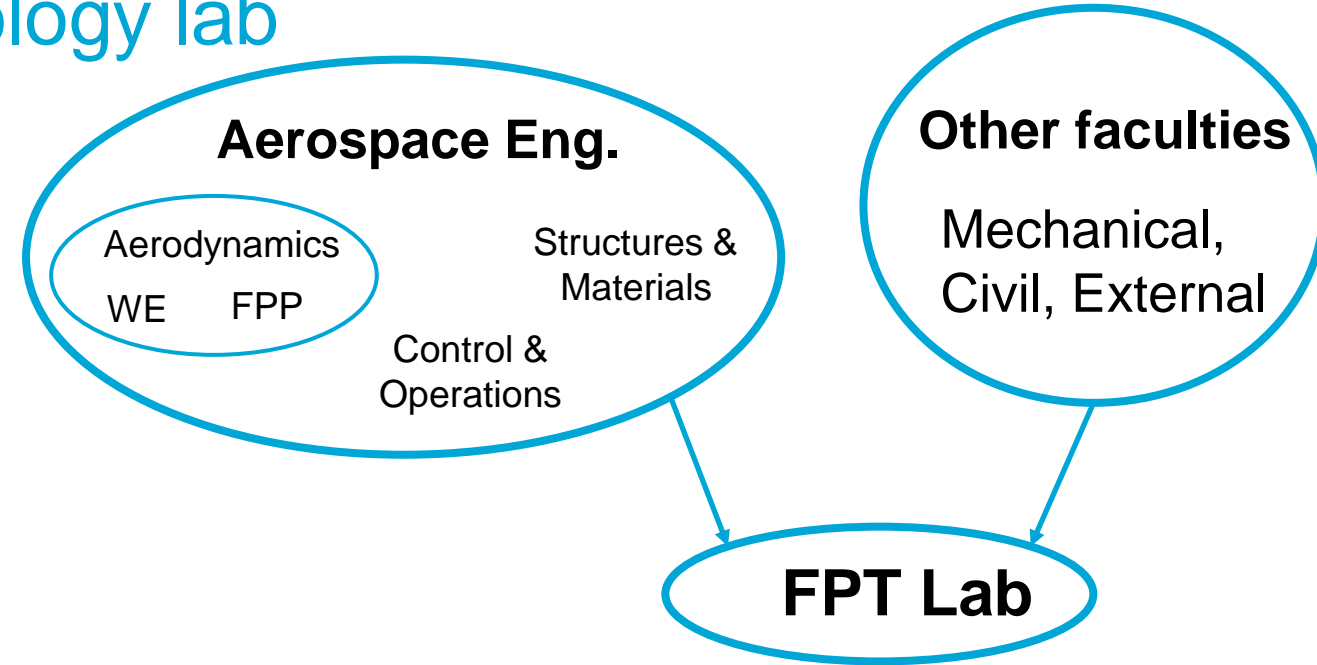 ology lab
Aerospace Eng.
Aerodynamics
WE FPP
Structures &
Materials
Control &
Operations
Other faculties
Mechanical,
Civil, External
FPT Lab